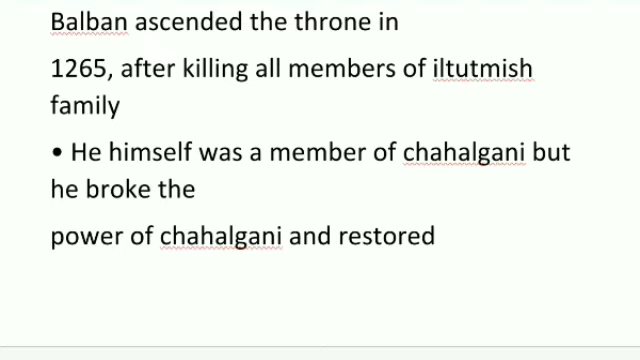 Balban ascended the throne in
1265, after killing all members of iltutmish
family
• He himself was a member of chahalgani but
he broke the
power of chahalgani and restored